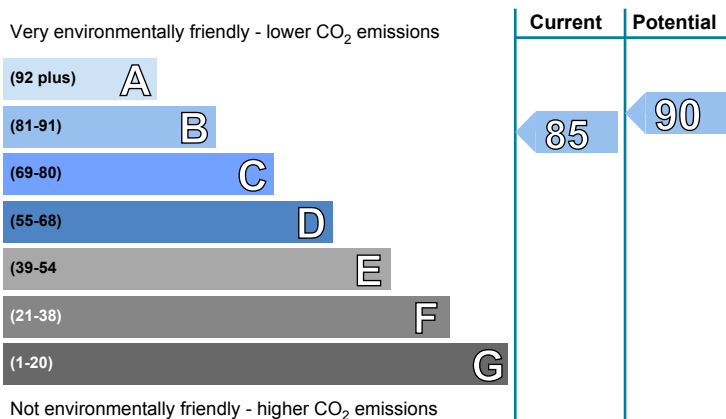 Very environmentally friendly - lower CO2 emissions
Current
Potential
(92 plus) A
(81-91) B
85
90
(69-80) C
(55-68) D
(39-54 E
(21-38) F
(1-20) G
Not environmentally friendly - higher CO2 emissions